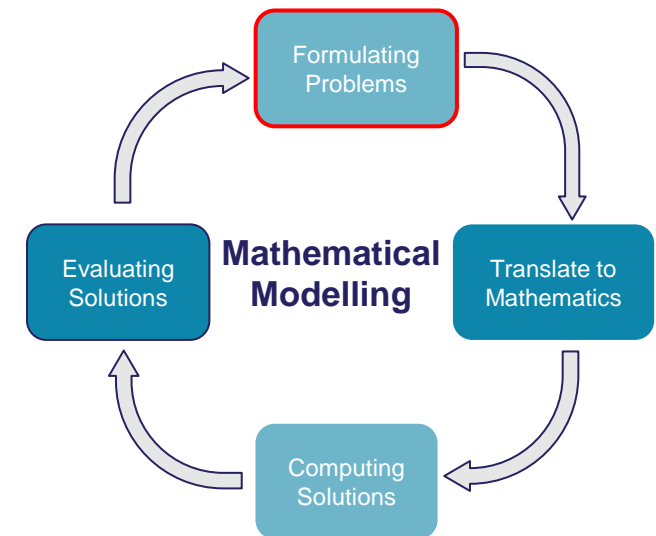 Formulating
Problems
Mathematical
Modelling
Evaluating
Solutions
Translate to
Mathematics
Computing
Solutions